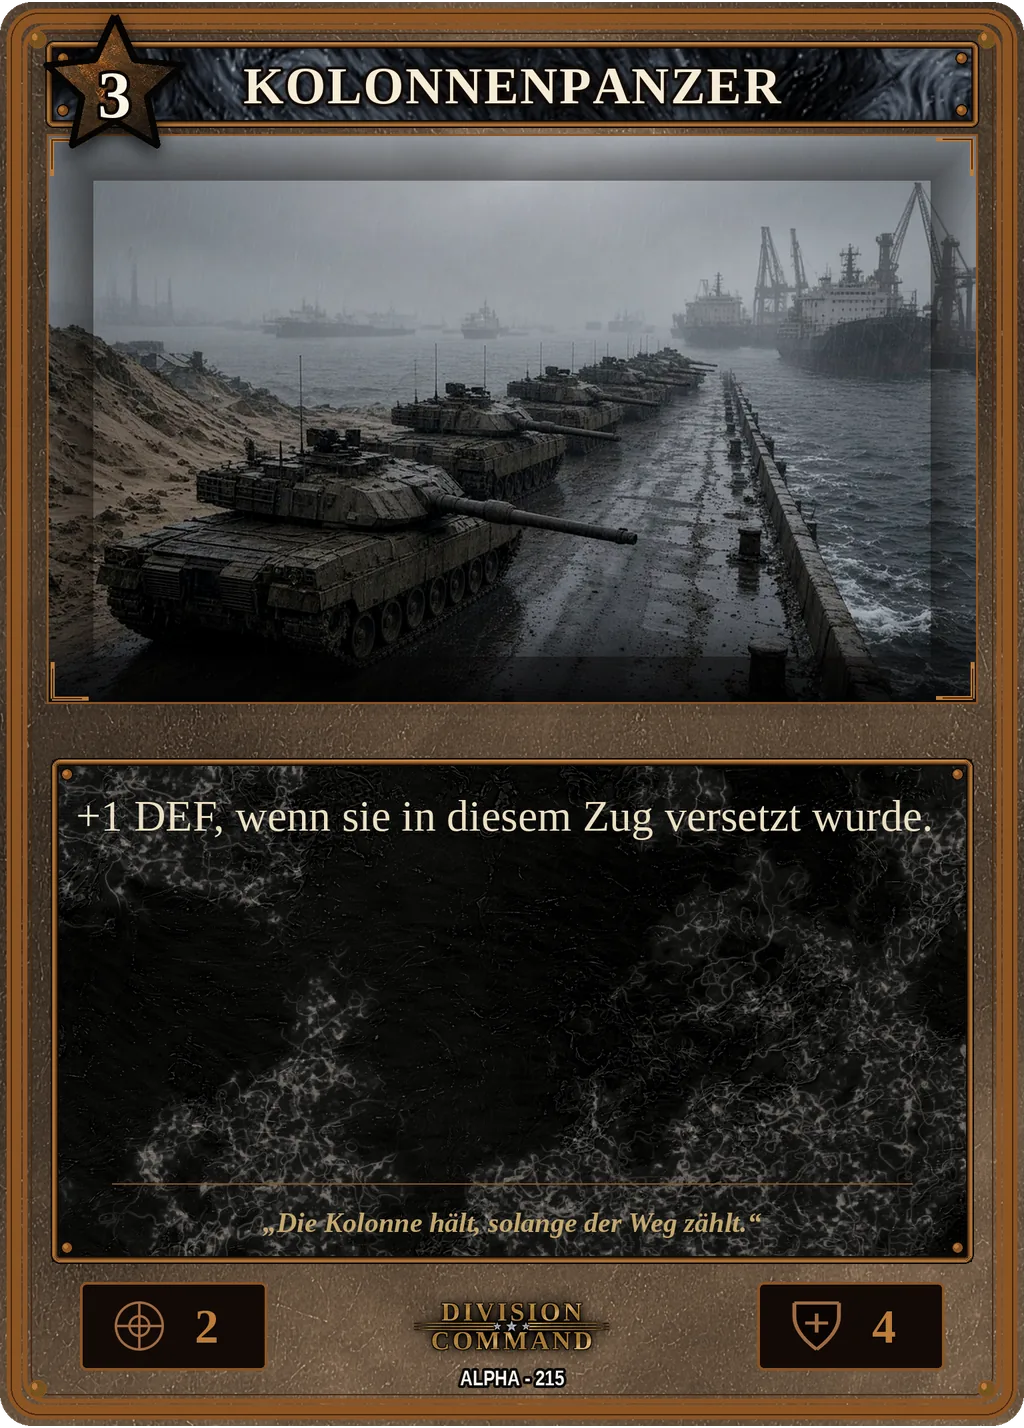 3
KOLONNENPANZER
+1 DEF, wenn sie in diesem Zug versetzt wurde.
„Die Kolonne hält, solange der Weg zählt.“
2
DIVISION
COMMAND
4
ALPHA - 215